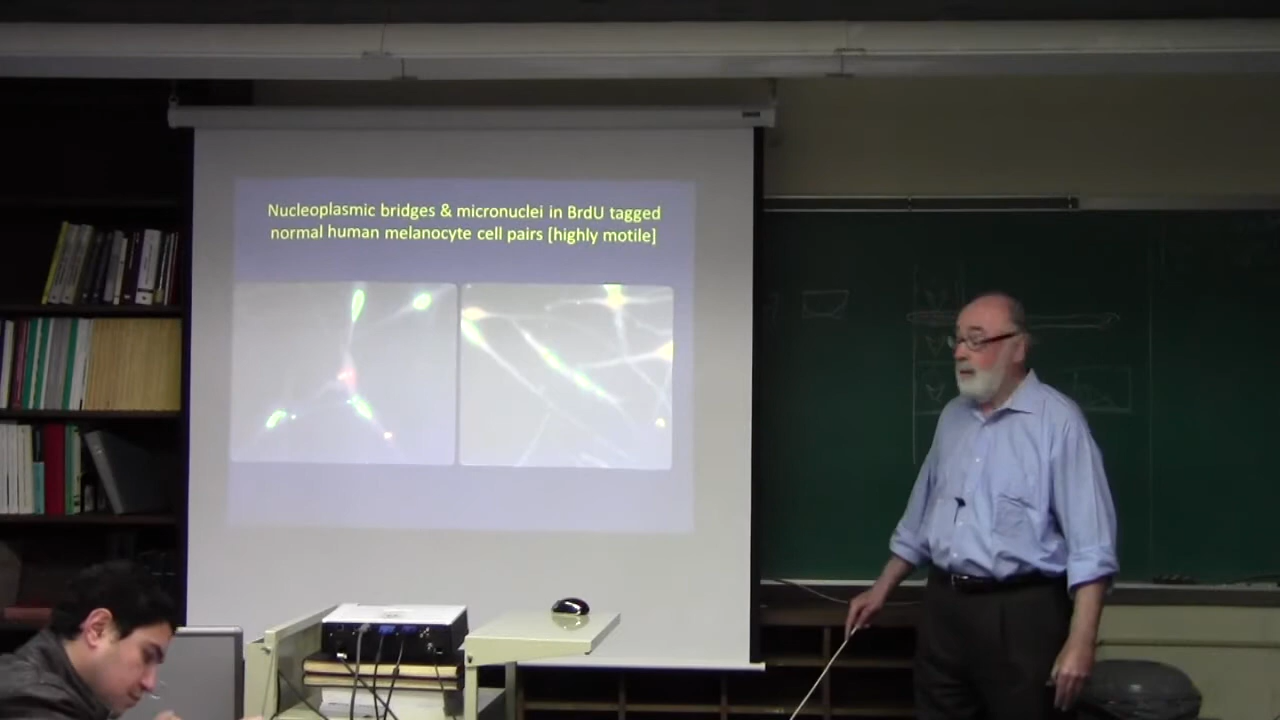 Nucleoplasmic bridges & micronuclei in BrdU tagged
normal human melanocyte cell pairs [highly motile]